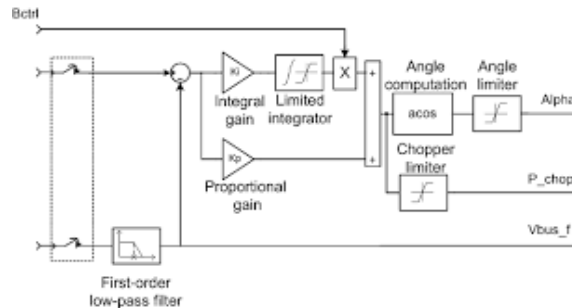 Bctrl
Ki
X
+
+
Integral
gain
Limited
integrator
Angle
computation
acos
Angle
limiter
Alpha
Kp
Proportional
gain
Chopper
limiter
P_chop
Vbus_f
First-order
low-pass filter